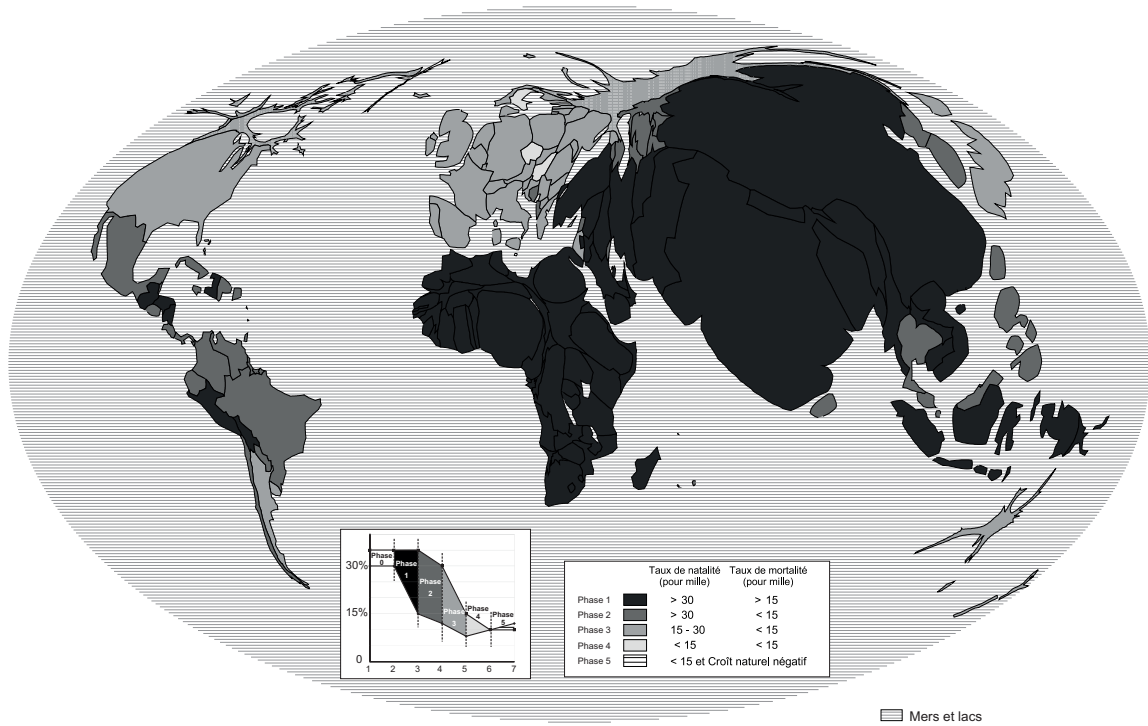 Phase
0
Phase
1
Phase
2
Phase
3
Phase
4
Phase
5
30%
15%
0
1 2 3 4 5 6 7
Taux de natalité Taux de mortalité
(pour mille) (pour mille)
Phase 1 > 30 > 15
Phase 2 > 30 < 15
Phase 3 15 - 30 < 15
Phase 4 < 15 < 15
Phase 5 < 15 et Croît naturel négatif
Mers et lacs